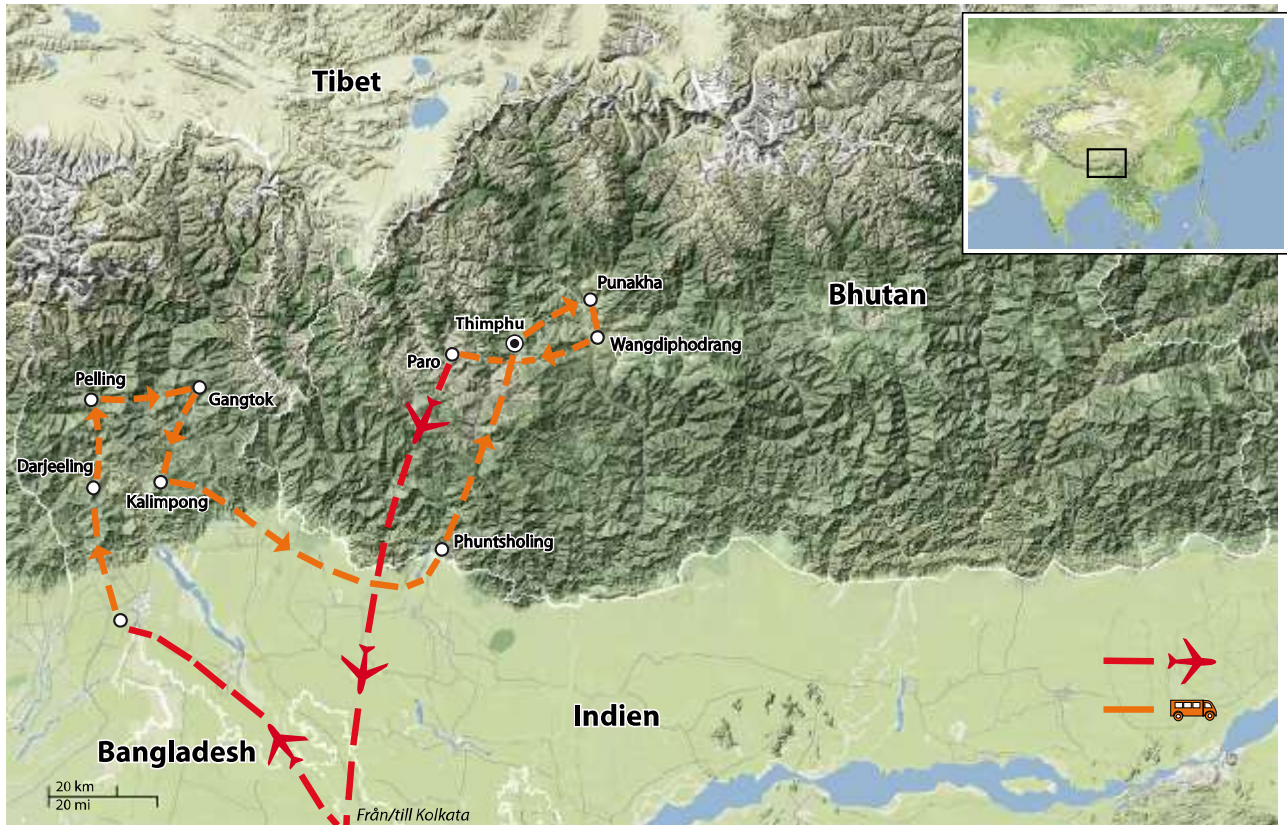 Tibet
Bhutan
Punakha
Thimphu
Wangdiphodrang
Paro
Pelling
Gangtok
Darjeeling
Kalimpong
Phuntsholing
Indien
Bangladesh
20 km
20 mi
Från/till Kolkata